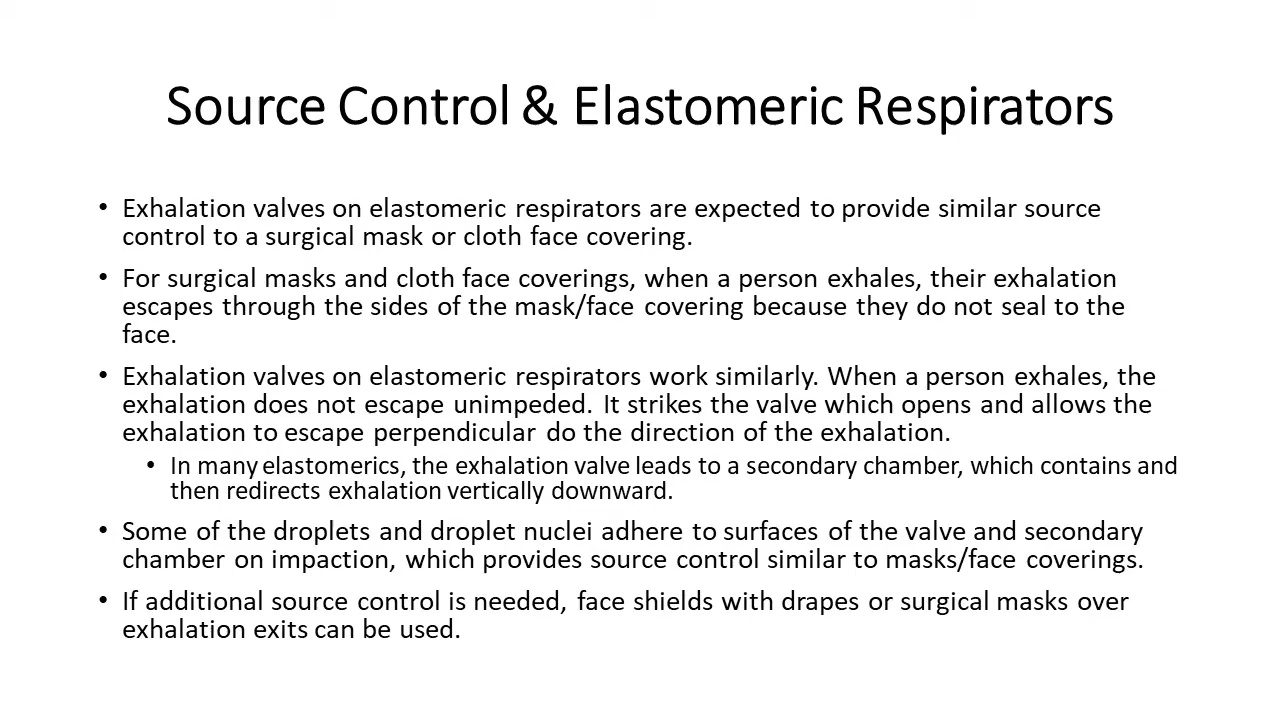 Source Control & Elastomeric Respirators
• Exhalation valves on elastomeric respirators are expected to provide similar source
control to a surgical mask or cloth face covering.
• For surgical masks and cloth face coverings, when a person exhales, their exhalation
escapes through the sides of the mask/face covering because they do not seal to the
face.
• Exhalation valves on elastomeric respirators work similarly. When a person exhales, the
exhalation does not escape unimpeded. It strikes the valve which opens and allows the
exhalation to escape perpendicular do the direction of the exhalation.
• In many elastomerics, the exhalation valve leads to a secondary chamber, which contains and
then redirects exhalation vertically downward.
• Some of the droplets and droplet nuclei adhere to surfaces of the valve and secondary
chamber on impaction, which provides source control similar to masks/face coverings.
• If additional source control is needed, face shields with drapes or surgical masks over
exhalation exits can be used.